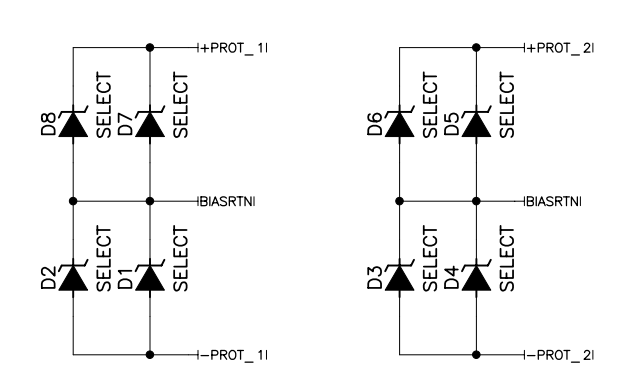 +PROT_1
+PROT_2
D8
SELECT
D7
SELECT
D6
SELECT
D5
SELECT
BIASRTN
BIASRTN
D2
SELECT
D1
SELECT
D3
SELECT
D4
SELECT
-PROT_1
-PROT_2